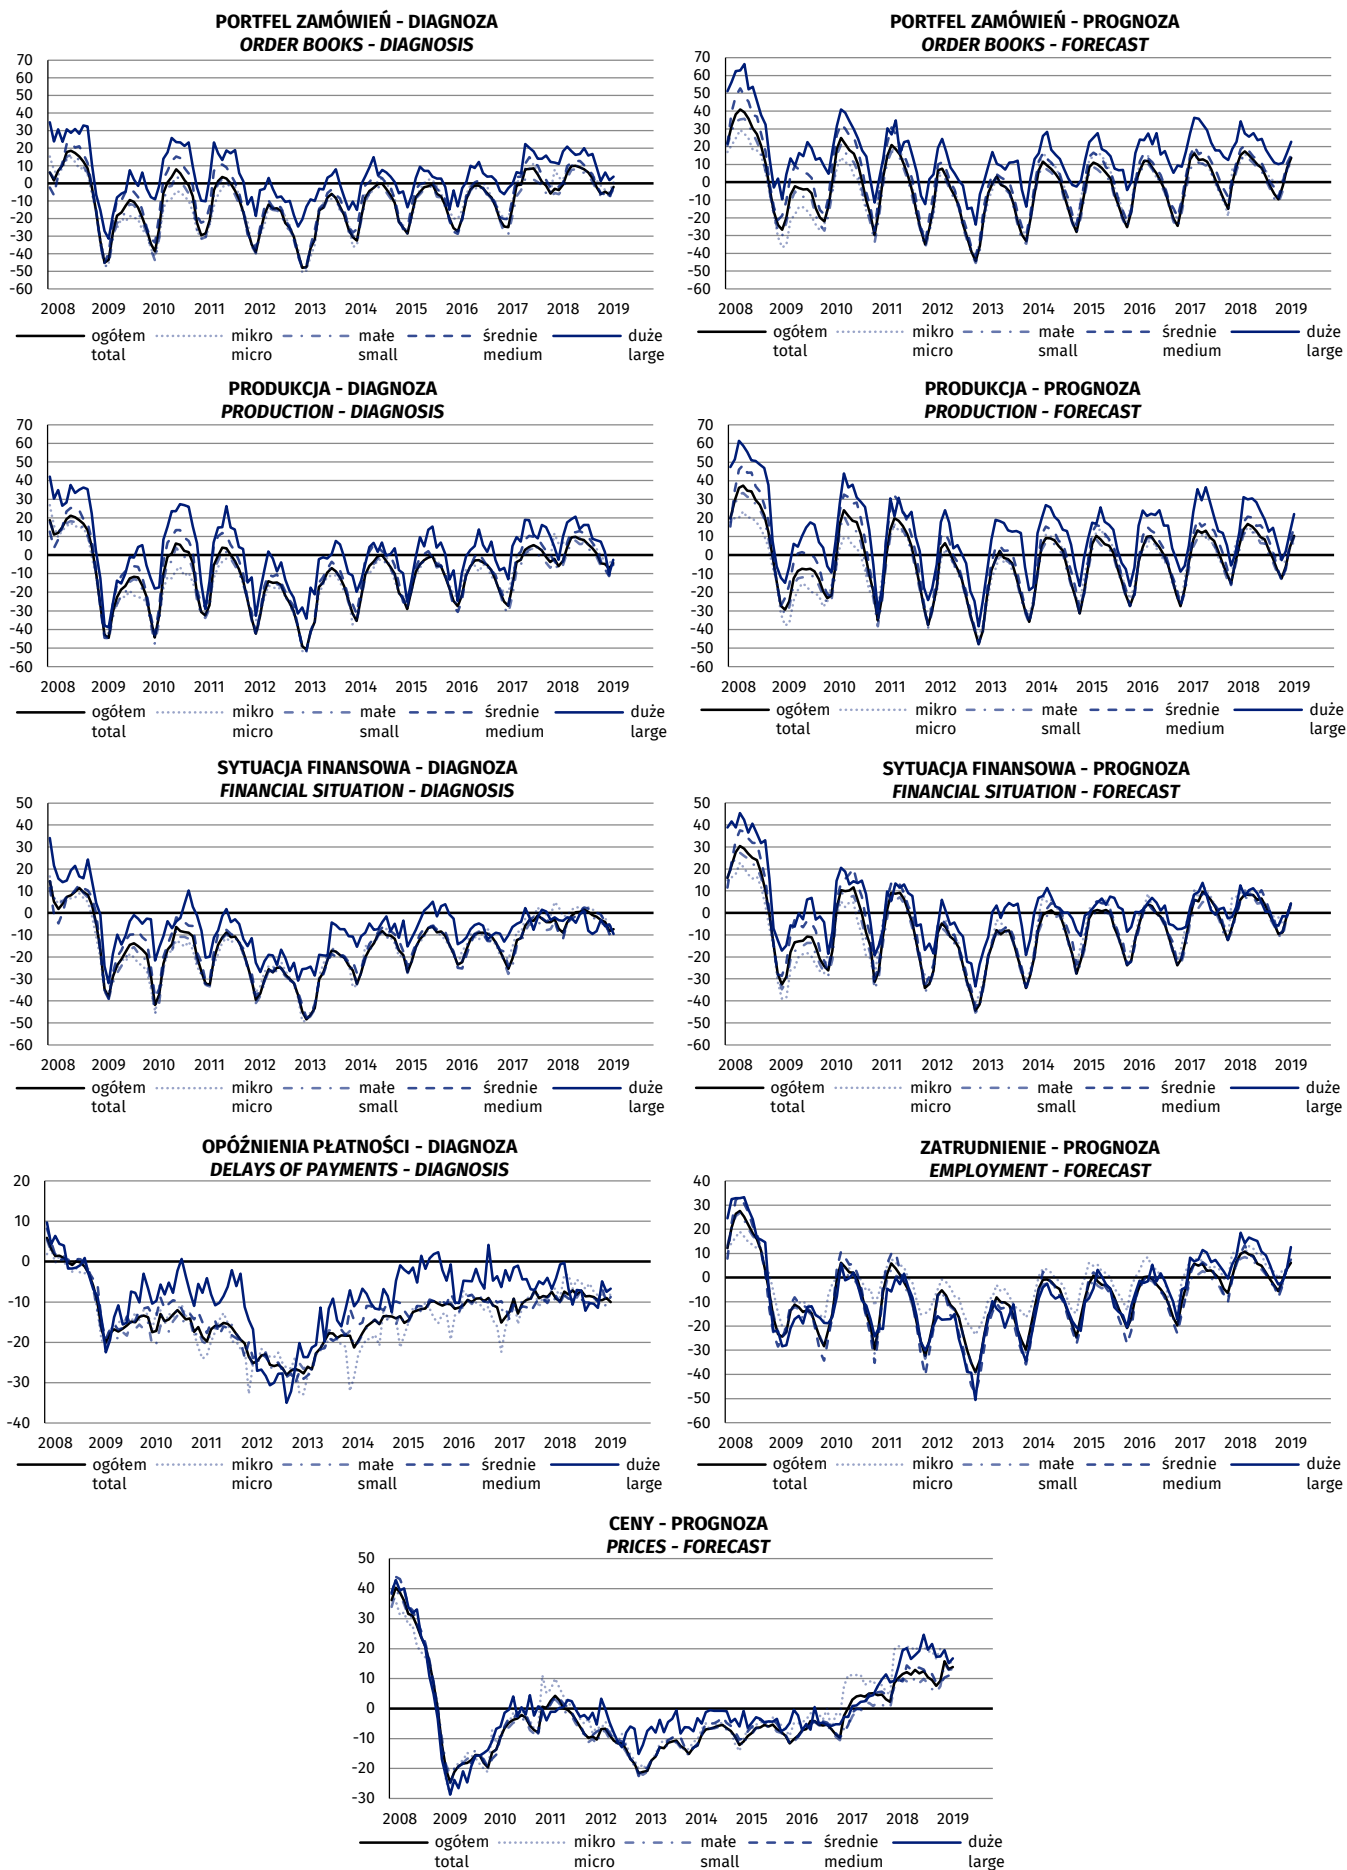 PORTFEL ZAMÓWIEŃ - DIAGNOZA
ORDER BOOKS - DIAGNOSIS
70
60
50
40
30
20
10
0
-10
-20
-30
-40
-50
-60
2008 2009 2010 2011 2012 2013 2014 2015 2016 2017 2018 2019
ogółem mikro małe średnie duże
total micro small medium large
PORTFEL ZAMÓWIEŃ - PROGNOZA
ORDER BOOKS - FORECAST
70
60
50
40
30
20
10
0
-10
-20
-30
-40
-50
-60
2008 2009 2010 2011 2012 2013 2014 2015 2016 2017 2018 2019
ogółem mikro małe średnie duże
total micro small medium large
PRODUKCJA - DIAGNOZA
PRODUCTION - DIAGNOSIS
70
60
50
40
30
20
10
0
-10
-20
-30
-40
-50
-60
2008 2009 2010 2011 2012 2013 2014 2015 2016 2017 2018 2019
ogółem mikro małe średnie duże
total micro small medium large
PRODUKCJA - PROGNOZA
PRODUCTION - FORECAST
70
60
50
40
30
20
10
0
-10
-20
-30
-40
-50
-60
2008 2009 2010 2011 2012 2013 2014 2015 2016 2017 2018 2019
ogółem mikro małe średnie duże
total micro small medium large
SYTUACJA FINANSOWA - DIAGNOZA
FINANCIAL SITUATION - DIAGNOSIS
50
40
30
20
10
0
-10
-20
-30
-40
-50
-60
2008 2009 2010 2011 2012 2013 2014 2015 2016 2017 2018 2019
ogółem mikro małe średnie duże
total micro small medium large
SYTUACJA FINANSOWA - PROGNOZA
FINANCIAL SITUATION - FORECAST
50
40
30
20
10
0
-10
-20
-30
-40
-50
-60
2008 2009 2010 2011 2012 2013 2014 2015 2016 2017 2018 2019
ogółem mikro małe średnie duże
total micro small medium large
OPÓŹNIENIA PŁATNOŚCI - DIAGNOZA
DELAYS OF PAYMENTS - DIAGNOSIS
20
10
0
-10
-20
-30
-40
2008 2009 2010 2011 2012 2013 2014 2015 2016 2017 2018 2019
ogółem mikro małe średnie duże
total micro small medium large
ZATRUDNIENIE - PROGNOZA
EMPLOYMENT - FORECAST
40
30
20
10
0
-10
-20
-30
-40
-50
-60
2008 2009 2010 2011 2012 2013 2014 2015 2016 2017 2018 2019
ogółem mikro małe średnie duże
total micro small medium large
CENY - PROGNOZA
PRICES - FORECAST
50
40
30
20
10
0
-10
-20
-30
2008 2009 2010 2011 2012 2013 2014 2015 2016 2017 2018 2019
ogółem mikro małe średnie duże
total micro small medium large